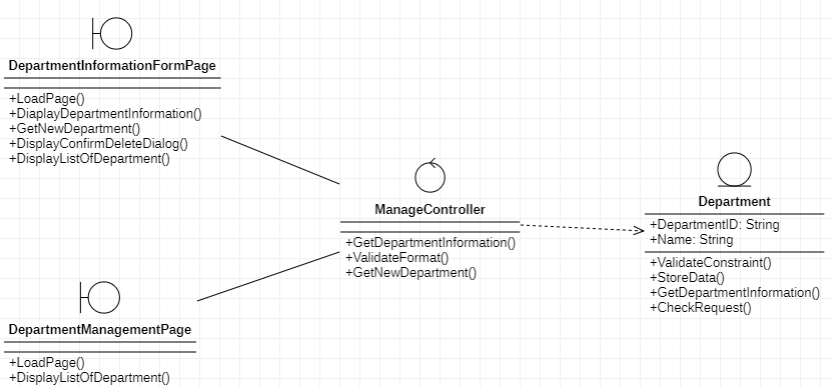 DepartmentInformationFormPage
+LoadPage()
+DiaplayDepartmentInformation()
+GetNewDepartment()
+DisplayConfirmDeleteDialog()
+DisplayListOfDepartment()
ManageController
+GetDepartmentInformation()
+ValidateFormat()
+GetNewDepartment()
Department
+DepartmentID: String
+Name: String
+ValidateConstraint()
+StoreData()
+GetDepartmentInformation()
+CheckRequest()
DepartmentManagementPage
+LoadPage()
+DisplayListOfDepartment()